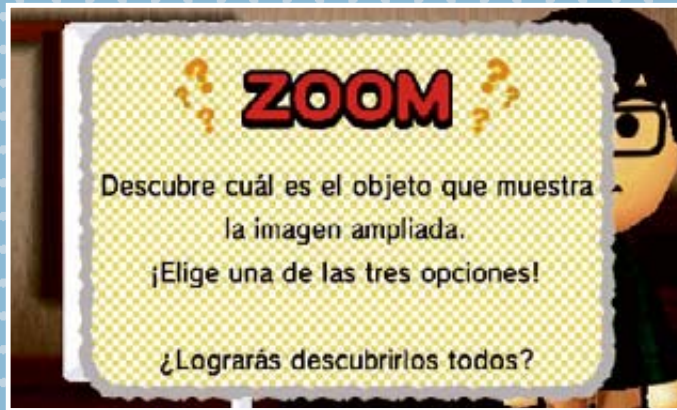 ZOOM
Descubre cuál es el objeto que muestra
la imagen ampliada.
¡Elige una de las tres opciones!
¿Lograrás descubrirlos todos?